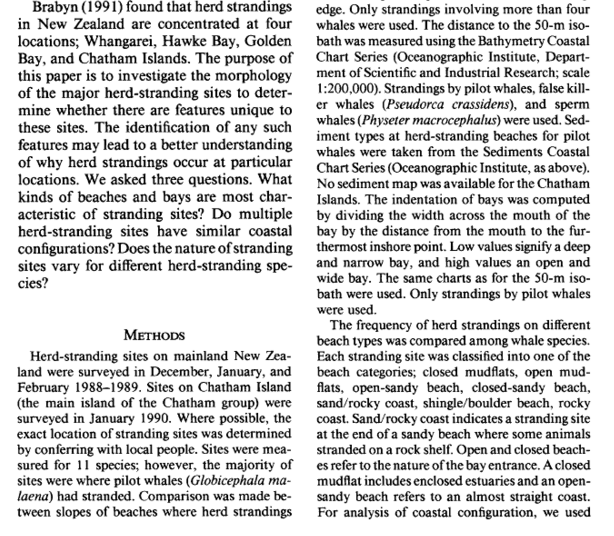 Brabyn (1991) found that herd strandings
in New Zealand are concentrated at four
locations; Whangarei, Hawke Bay, Golden
Bay, and Chatham Islands. The purpose of
this paper is to investigate the morphology
of the major herd-stranding sites to deter-
mine whether there are features unique to
these sites. The identification of any such
features may lead to a better understanding
of why herd strandings occur at particular
locations. We asked three questions. What
kinds of beaches and bays are most char-
acteristic of stranding sites? Do multiple
herd-stranding sites have similar coastal
configurations? Does the nature of stranding
sites vary for different herd-stranding spe-
cies?
METHODS
Herd-stranding sites on mainland New Zea-
land were surveyed in December, January, and
February 1988–1989. Sites on Chatham Island
(the main island of the Chatham group) were
surveyed in January 1990. Where possible, the
exact location of stranding sites was determined
by conferring with local people. Sites were mea-
sured for 11 species; however, the majority of
sites were where pilot whales (Globicephala ma-
laena) had stranded. Comparison was made be-
tween slopes of beaches where herd strandings
edge. Only strandings involving more than four
whales were used. The distance to the 50-m iso-
bath was measured using the Bathymetry Coastal
Chart Series (Oceanographic Institute, Depart-
ment of Scientific and Industrial Research; scale
1:200,000). Strandings by pilot whales, false kill-
er whales (Pseudorca crassidens), and sperm
whales (Physeter macrocephalus) were used. Sed-
iment types at herd-stranding beaches for pilot
whales were taken from the Sediments Coastal
Chart Series (Oceanographic Institute, as above).
No sediment map was available for the Chatham
Islands. The indentation of bays was computed
by dividing the width across the mouth of the
bay by the distance from the mouth to the fur-
thermost inshore point. Low values signify a deep
and narrow bay, and high values an open and
wide bay. The same charts as for the 50-m iso-
bath were used. Only strandings by pilot whales
were used.
The frequency of herd strandings on different
beach types was compared among whale species.
Each stranding site was classified into one of the
beach categories; closed mudflats, open mud-
flats, open-sandy beach, closed-sandy beach,
sand/rocky coast, shingle/boulder beach, rocky
coast. Sand/rocky coast indicates a stranding site
at the end of a sandy beach where some animals
stranded on a rock shelf. Open and closed beach-
es refer to the nature of the bay entrance. A closed
mudflat includes enclosed estuaries and an open-
sandy beach refers to an almost straight coast.
For analysis of coastal configuration, we used